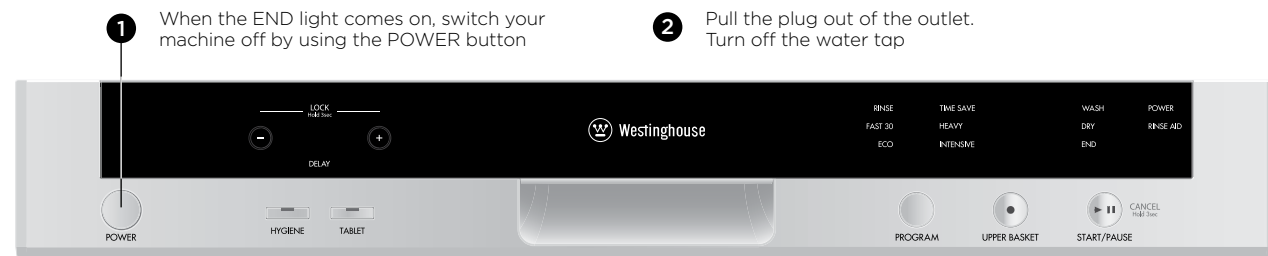 1 When the END light comes on, switch your
machine off by using the POWER button
2 Pull the plug out of the outlet.
Turn off the water tap
LOCK
Hold 3sec
- +
DELAY
W Westinghouse
RINSE TIME SAVE WASH POWER
FAST 30 HEAVY DRY RINSE AID
ECO INTENSIVE END
POWER
HYGIENE TABLET
PROGRAM UPPER BASKET START/PAUSE
CANCEL
Hold 3sec